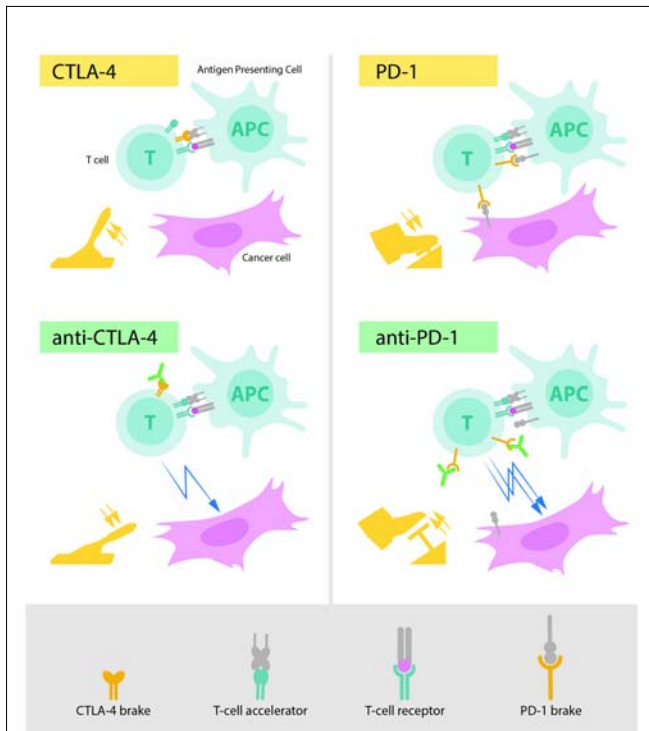 CTLA-4
Antigen Presenting Cell
APC
T
T cell
Cancer cell
PD-1
APC
T
anti-CTLA-4
APC
T
anti-PD-1
APC
T
CTLA-4 brake
T-cell accelerator
T-cell receptor
PD-1 brake